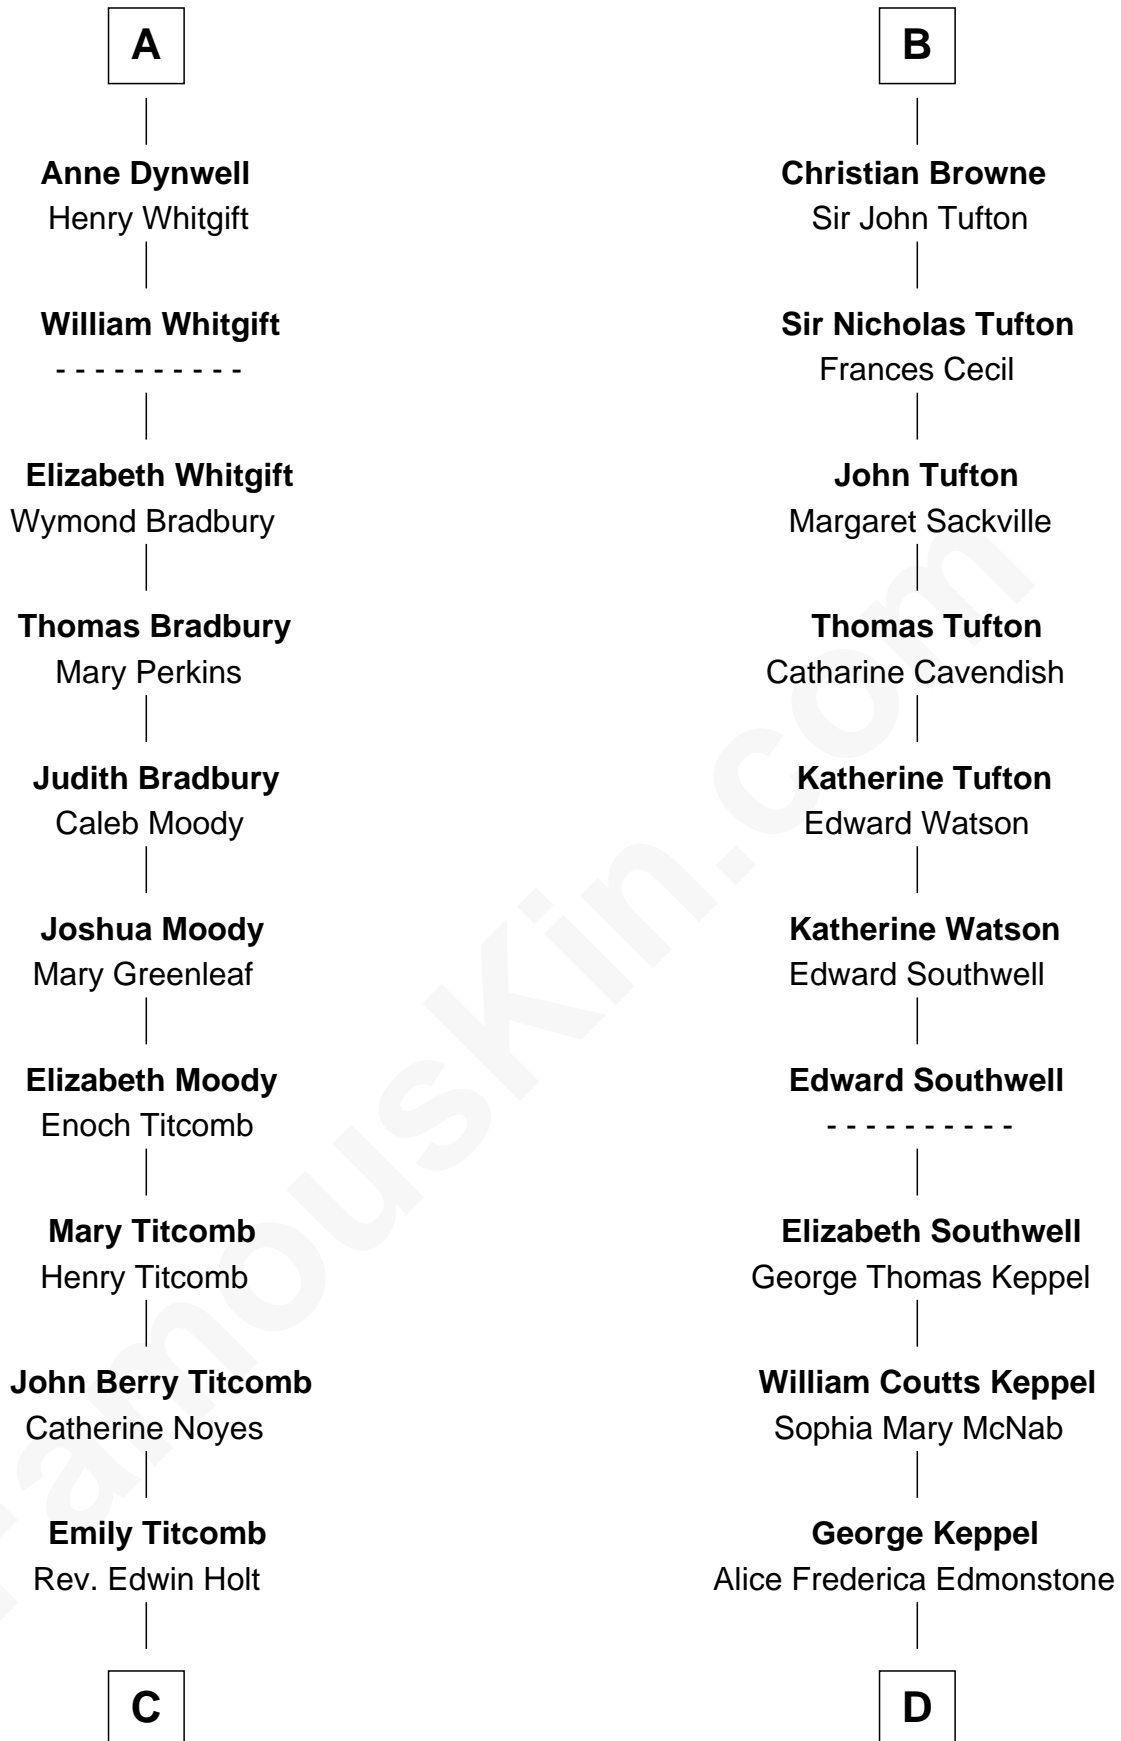 A
Anne Dynwell
Henry Whitgift
William Whitgift
- - - - - - - - - -
Elizabeth Whitgift
Wymond Bradbury
Thomas Bradbury
Mary Perkins
Judith Bradbury
Caleb Moody
Joshua Moody
Mary Greenleaf
Elizabeth Moody
Enoch Titcomb
Mary Titcomb
Henry Titcomb
John Berry Titcomb
Catherine Noyes
Emily Titcomb
Rev. Edwin Holt
C
B
Christian Browne
Sir John Tufton
Sir Nicholas Tufton
Frances Cecil
John Tufton
Margaret Sackville
Thomas Tufton
Catharine Cavendish
Katherine Tufton
Edward Watson
Katherine Watson
Edward Southwell
Edward Southwell
- - - - - - - - - -
Elizabeth Southwell
George Thomas Keppel
William Coutts Keppel
Sophia Mary McNab
George Keppel
Alice Frederica Edmonstone
D
FamousKin.com